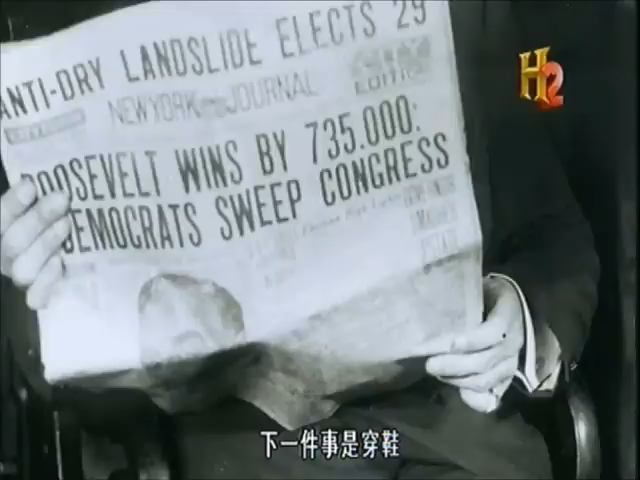 ANTI-DRY LANDSLIDE ELECTS 29
H2
NEW YORK JOURNAL
EDITION
ROOSEVELT WINS BY 735.000:
DEMOCRATS SWEEP CONGRESS
下一件事是穿鞋